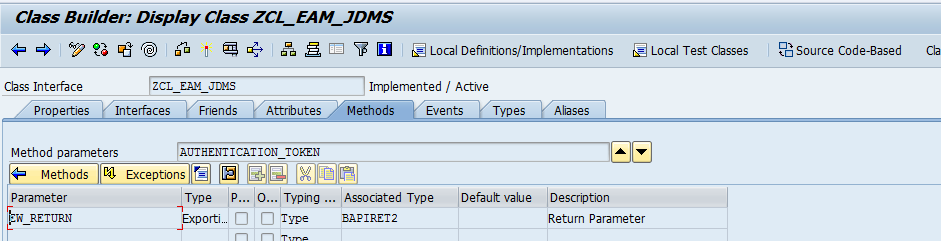 Class Builder: Display Class ZCL_EAM_JDMS
Local Definitions/Implementations Local Test Classes Source Code-Based Cla
Class Interface ZCL_EAM_JDMS Implemented / Active
Properties Interfaces Friends Attributes Methods Events Types Aliases
Method parameters AUTHENTICATION_TOKEN
Methods Exceptions
Parameter Type P... O... Typing ... Associated Type Default value Description
EW_RETURN Exporti... Type BAPIRET2 Return Parameter
Type